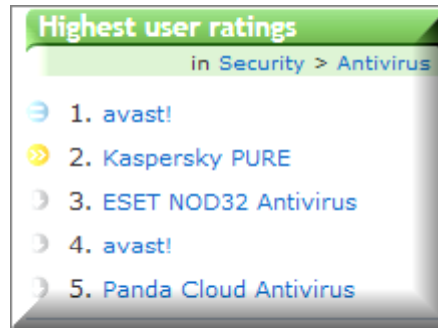 Highest user ratings
in Security > Antivirus
1. avast!
2. Kaspersky PURE
3. ESET NOD32 Antivirus
4. avast!
5. Panda Cloud Antivirus